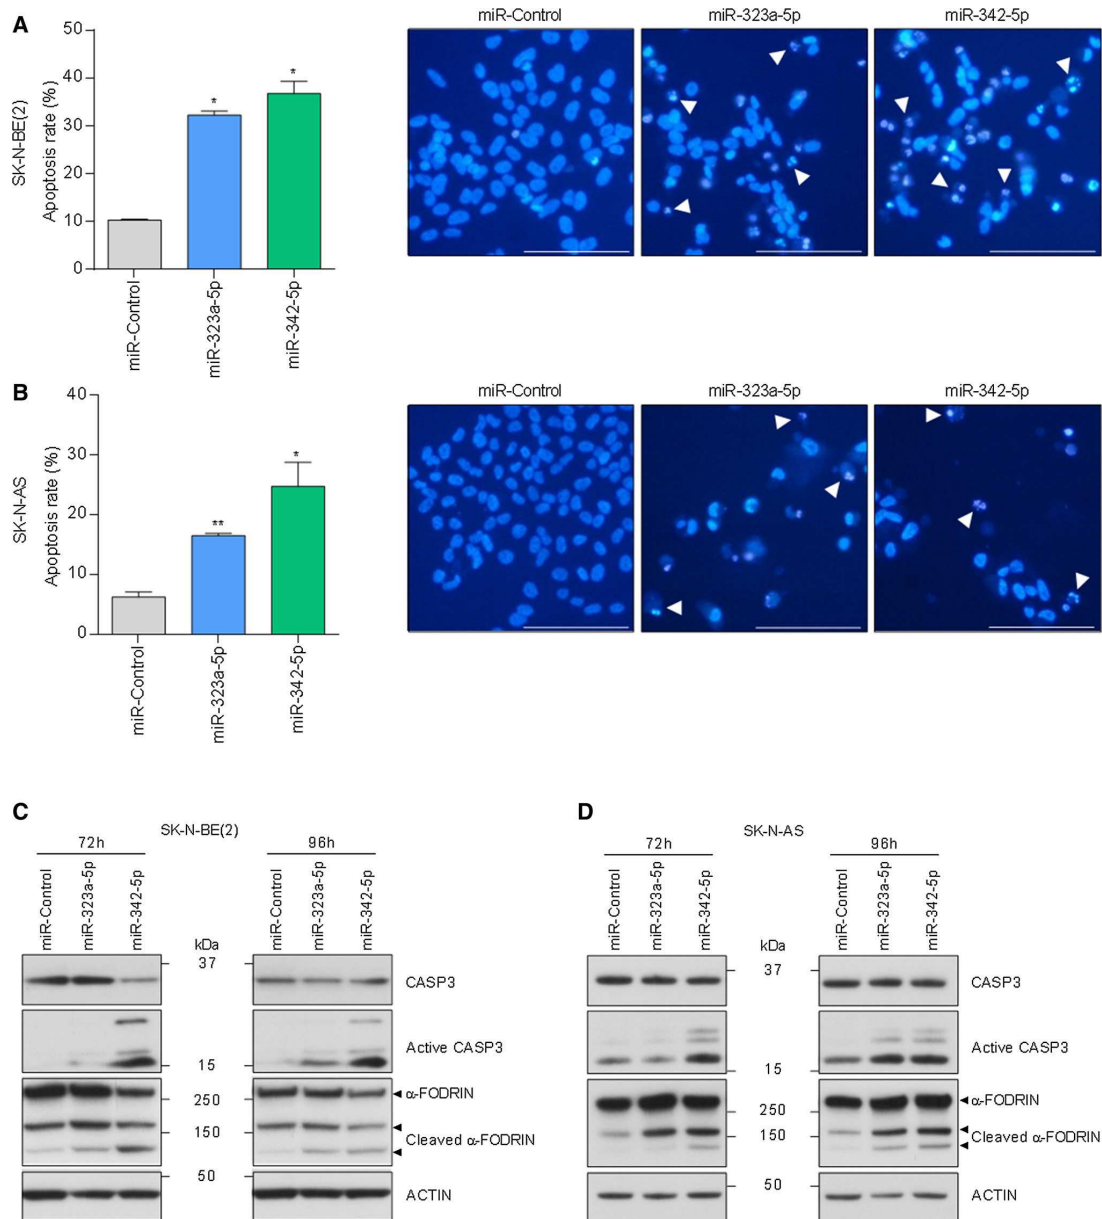 A
SK-N-BE(2)
Apoptosis rate (%)
50
40
30
20
10
0
*
*
miR-Control
miR-323a-5p
miR-342-5p
miR-Control
miR-323a-5p
miR-342-5p
B
SK-N-AS
Apoptosis rate (%)
40
30
20
10
0
**
*
miR-Control
miR-323a-5p
miR-342-5p
miR-Control
miR-323a-5p
miR-342-5p
C
SK-N-BE(2)
72h
96h
miR-Control
miR-323a-5p
miR-342-5p
kDa
miR-Control
miR-323a-5p
miR-342-5p
37
CASP3
Active CASP3
15
α-FODRIN
250
150
Cleaved α-FODRIN
50
ACTIN
D
SK-N-AS
72h
96h
miR-Control
miR-323a-5p
miR-342-5p
kDa
miR-Control
miR-323a-5p
miR-342-5p
37
CASP3
Active CASP3
15
α-FODRIN
250
150
Cleaved α-FODRIN
50
ACTIN